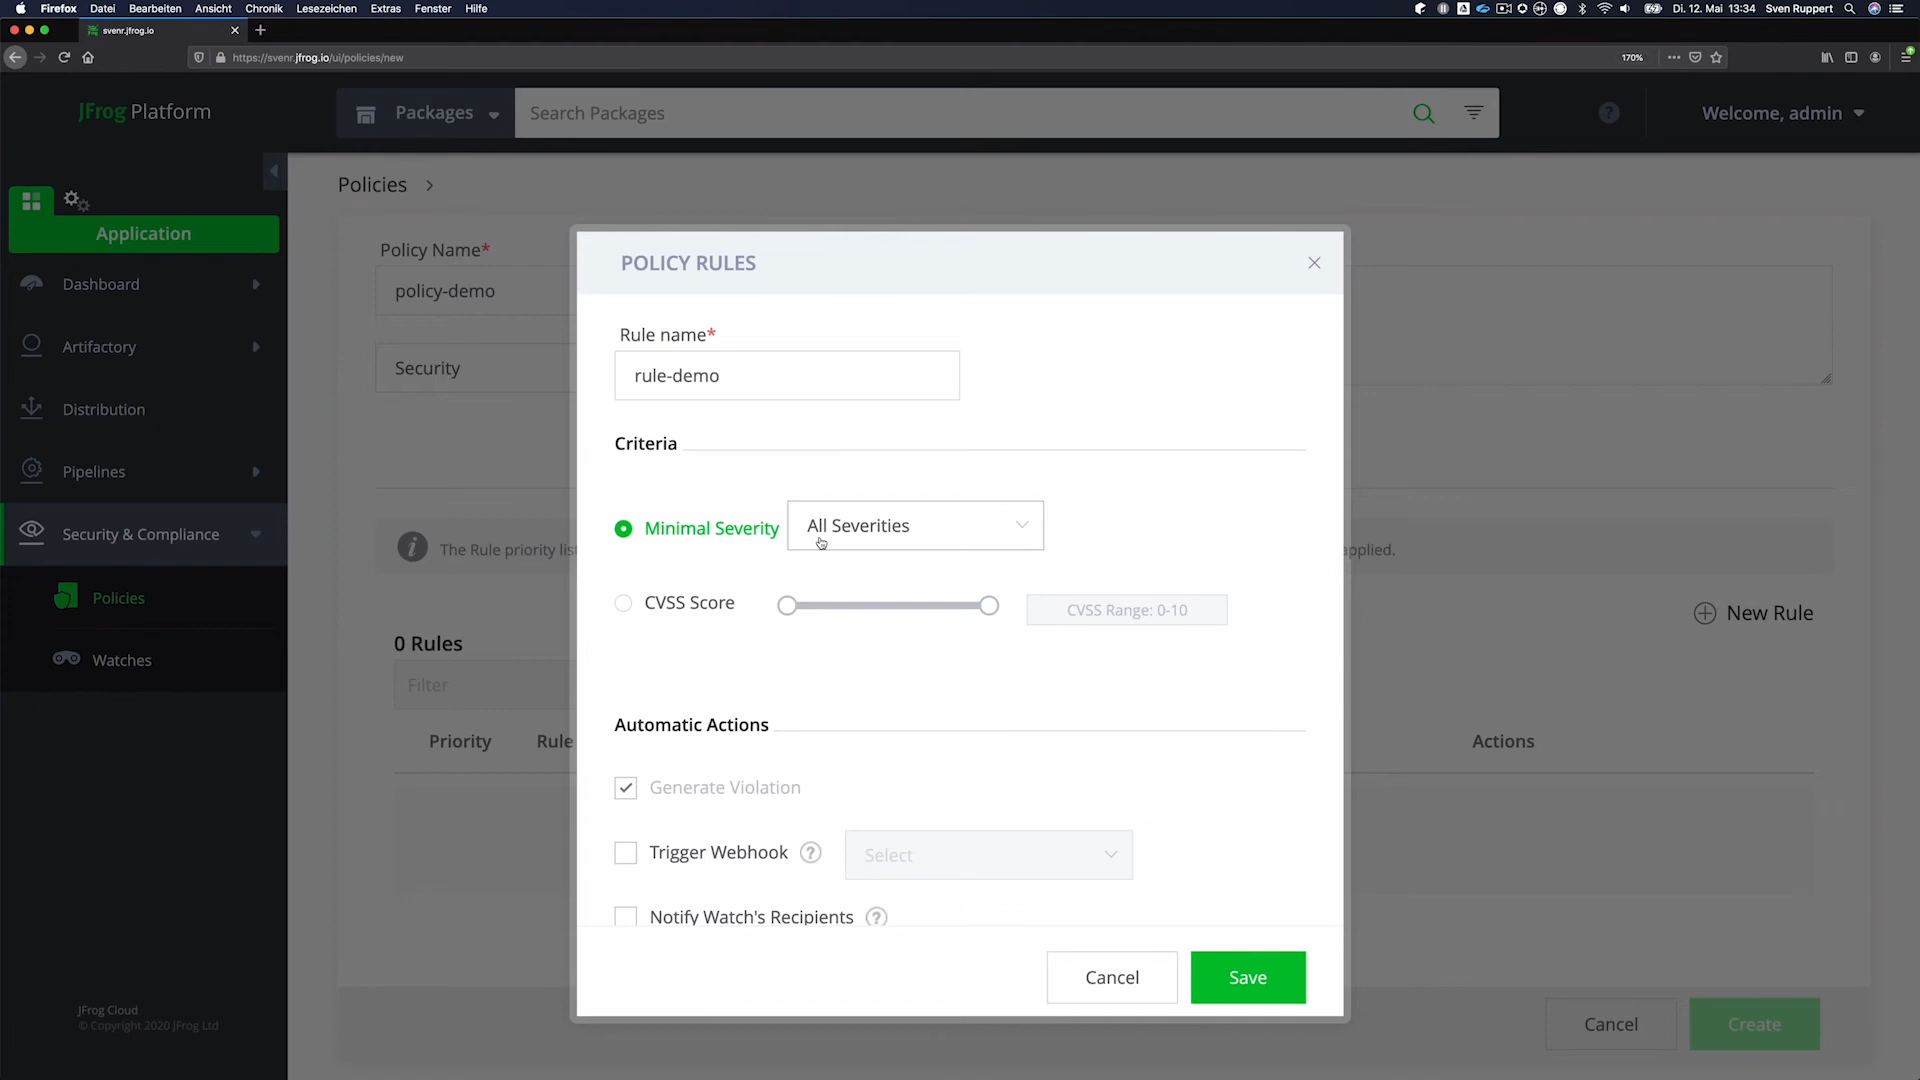 Firefox Datei Bearbeiten Ansicht Chronik Lesezeichen Extras Fenster Hilfe
Di. 12. Mai 13:34 Sven Ruppert
svenr.jfrog.io
https://svenr.jfrog.io/ui/policies/new
170%
JFrog Platform
Packages
Search Packages
Welcome, admin
Application
Dashboard
Artifactory
Distribution
Pipelines
Security & Compliance
Policies
Watches
JFrog Cloud
© Copyright 2020 JFrog Ltd
Policies
Policy Name*
policy-demo
Security
The Rule priority lis
applied.
New Rule
0 Rules
Filter
Priority
Rule
Actions
Cancel
Create
POLICY RULES
Rule name*
rule-demo
Criteria
Minimal Severity
All Severities
CVSS Score
CVSS Range: 0-10
Automatic Actions
Generate Violation
Trigger Webhook
Select
Notify Watch's Recipients
Cancel
Save